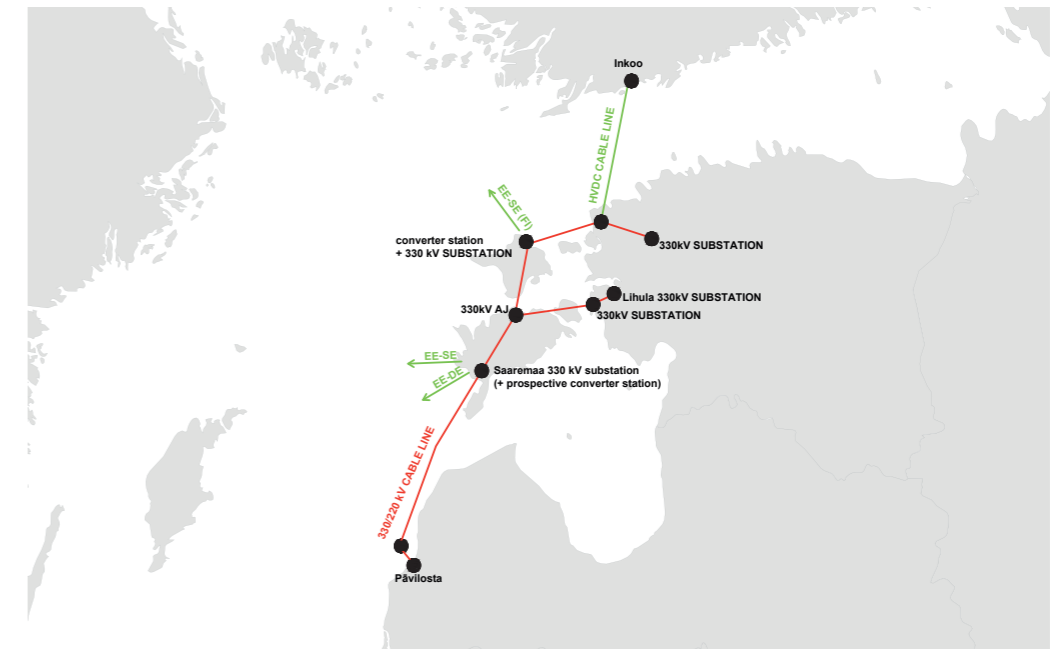 Inkoo
HVDC CABLE LINE
EE-SE (FI)
converter station
+ 330 kV SUBSTATION
330kV SUBSTATION
Lihula 330kV SUBSTATION
330kV AJ
330kV SUBSTATION
EE-SE
EE-DE
Saaremaa 330 kV substation
(+ prospective converter station)
330/220 kV CABLE LINE
Påvilosta